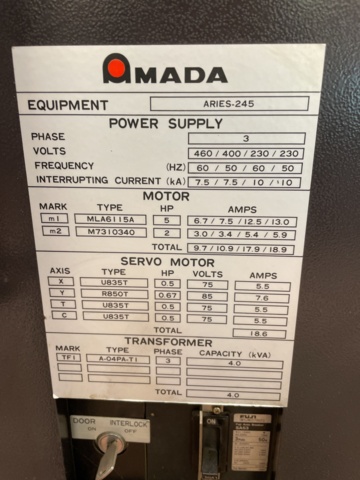 AMADA
EQUIPMENT ARIES-245
POWER SUPPLY
PHASE 3
VOLTS 460 / 400 / 230 / 230
FREQUENCY (HZ) 60 / 50 / 60 / 50
INTERRUPTING CURRENT (kA) 7.5 / 7.5 / 10 / 10
MOTOR
MARK TYPE HP AMPS
m1 MLA6115A 5 6.7 / 7.5 / 12.5 / 13.0
m2 M7310340 2 3.0 / 3.4 / 5.4 / 5.9
TOTAL 9.7 / 10.9 / 17.9 / 18.9
SERVO MOTOR
AXIS TYPE HP VOLTS AMPS
X U835T 0.5 75 5.5
Y R850T 0.67 85 7.6
T U835T 0.5 75 5.5
C U835T 0.5 75 5.5
TOTAL 18.6
TRANSFORMER
MARK TYPE PHASE CAPACITY (kVA)
TF1 A-04PA-T1 3 4.0
TOTAL 4.0
DOOR INTERLOCK
ON OFF
ON
FUJI